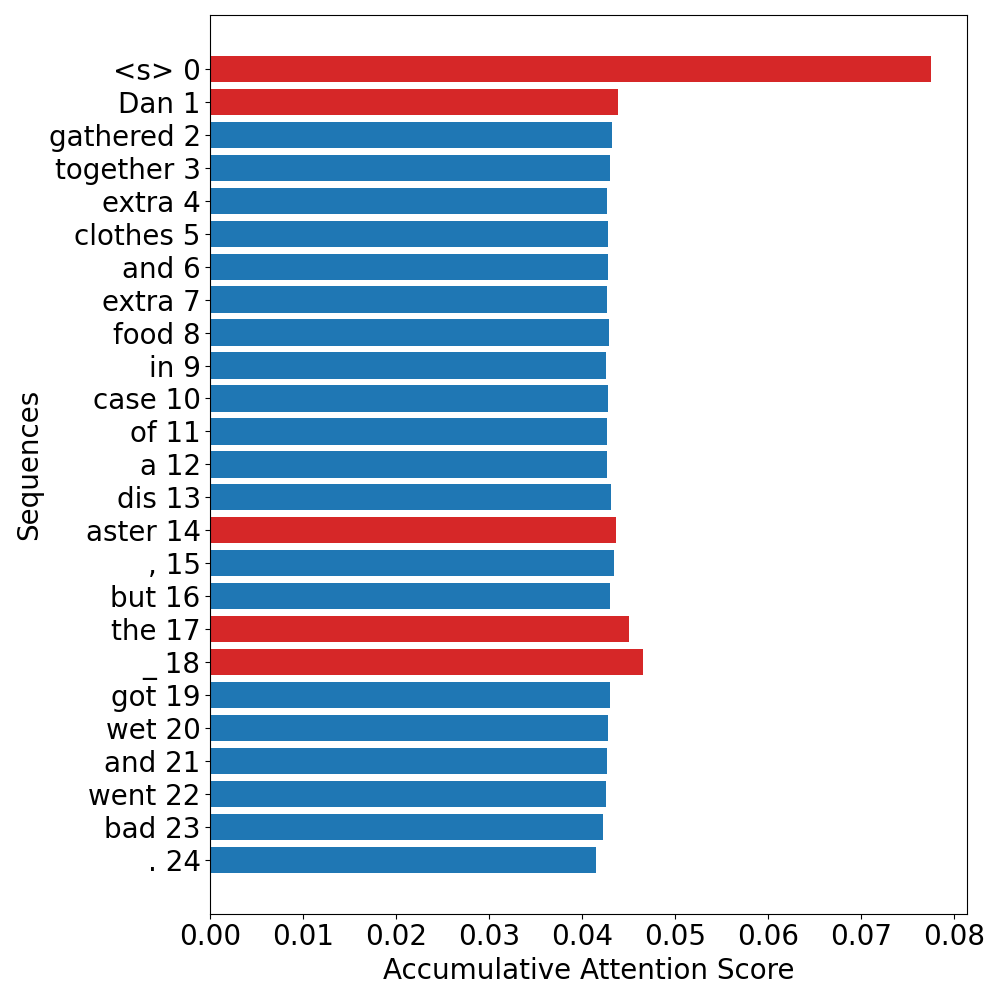 <s> 0
Dan 1
gathered 2
together 3
extra 4
clothes 5
and 6
extra 7
food 8
in 9
case 10
of 11
a 12
dis 13
aster 14
, 15
but 16
the 17
_ 18
got 19
wet 20
and 21
went 22
bad 23
. 24
Sequences
0.00 0.01 0.02 0.03 0.04 0.05 0.06 0.07 0.08
Accumulative Attention Score